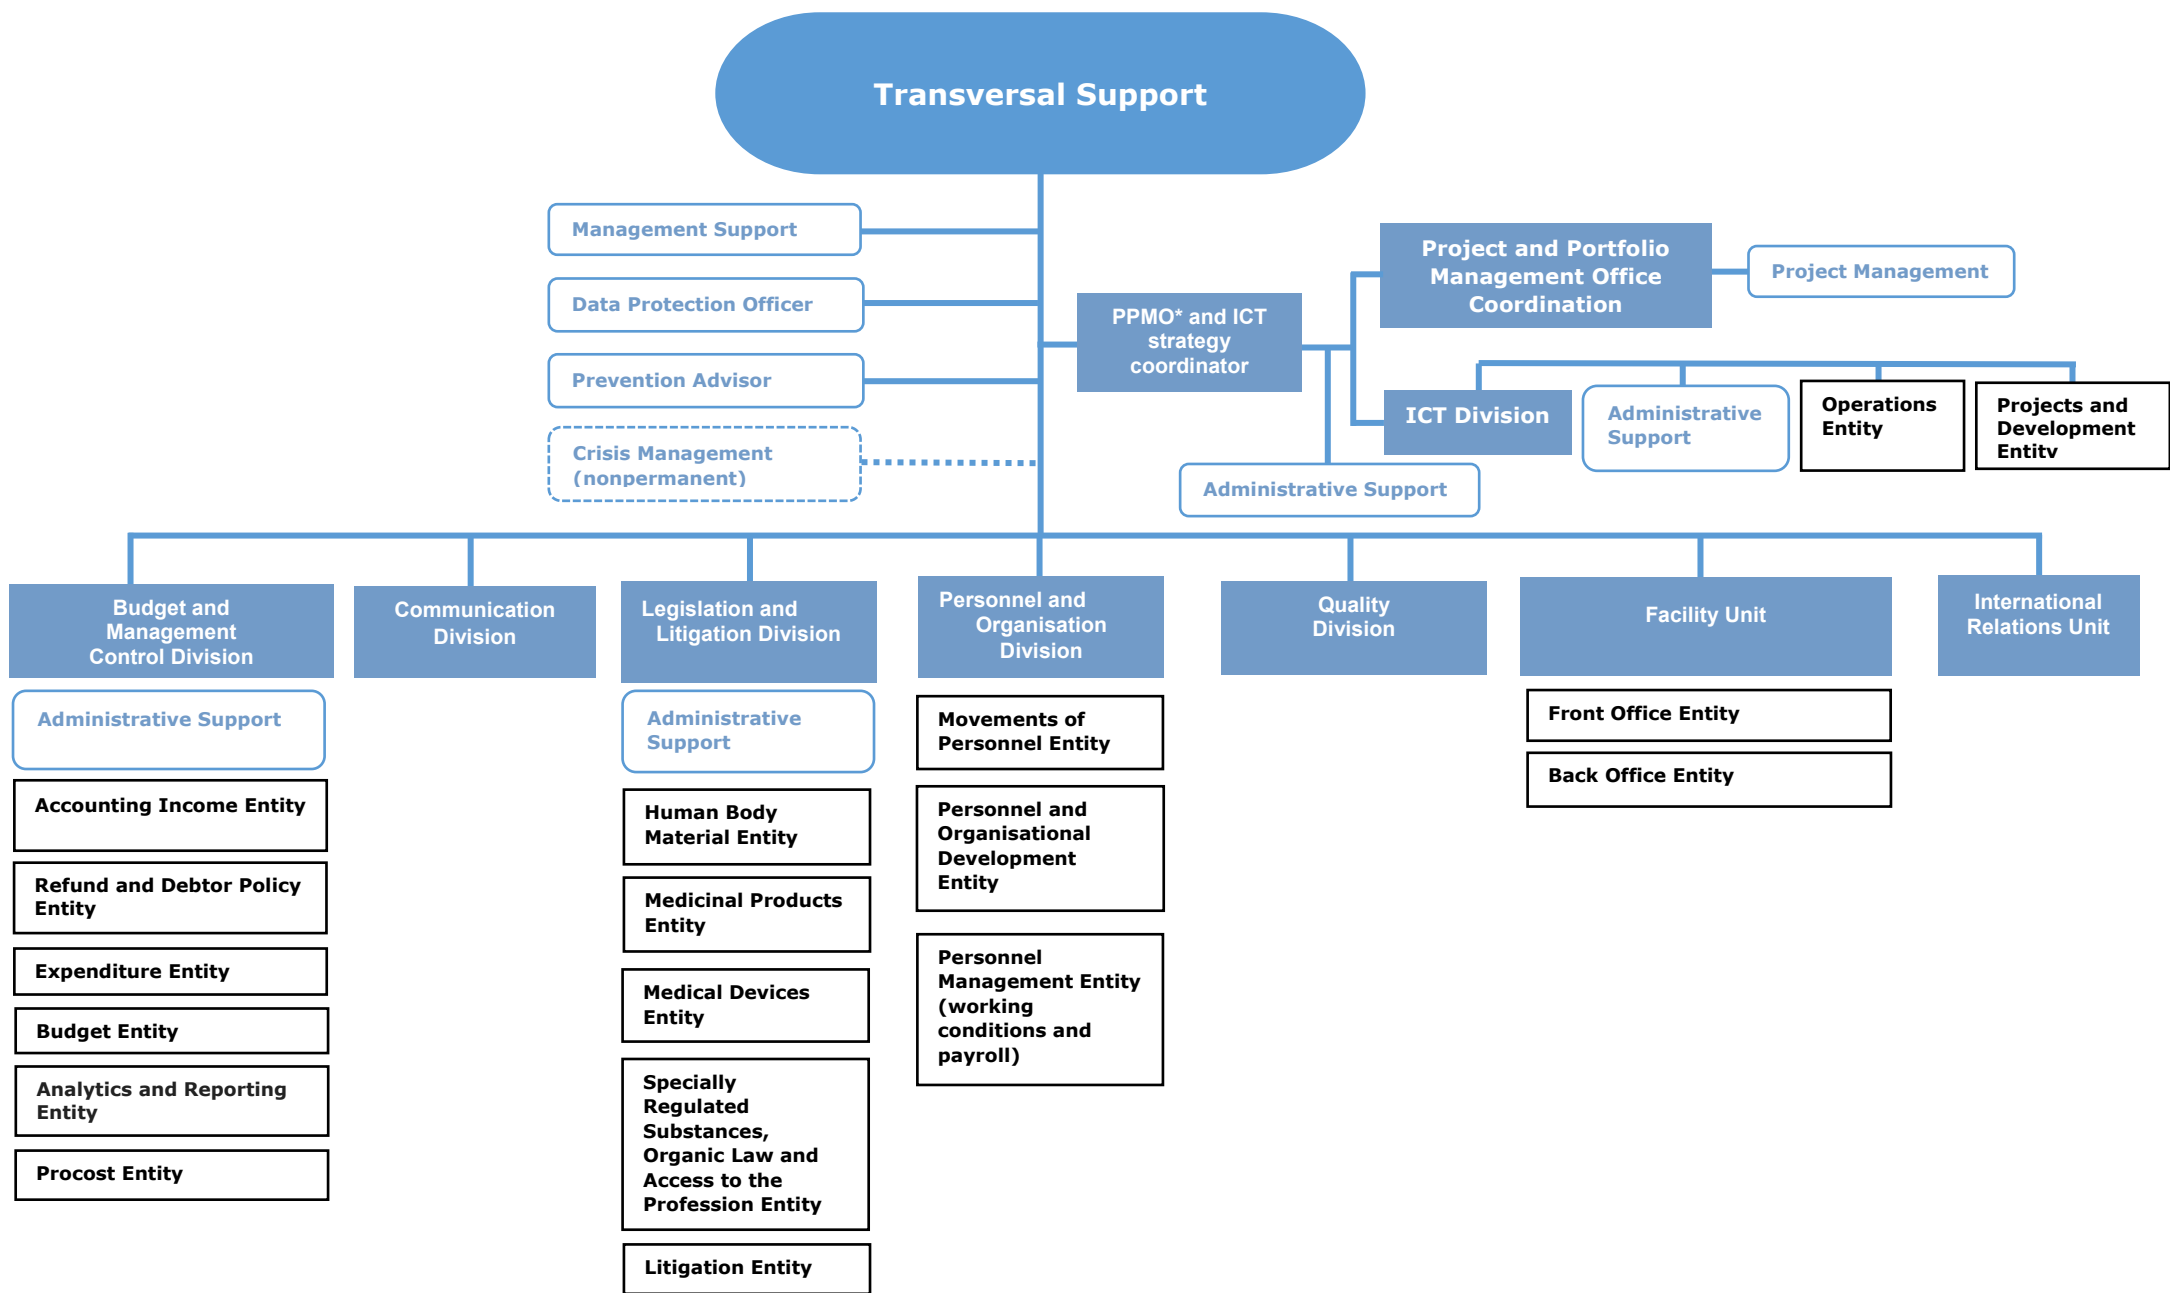 Transversal Support
Management Support
Data Protection Officer
Prevention Advisor
Crisis Management
(nonpermanent)
PPMO* and ICT
strategy
coordinator
Project and Portfolio
Management Office
Coordination
Project Management
ICT Division
Administrative
Support
Operations
Entity
Projects and
Development
Entity
Administrative Support
Budget and
Management
Control Division
Communication
Division
Legislation and
Litigation Division
Personnel and
Organisation
Division
Quality
Division
Facility Unit
International
Relations Unit
Administrative Support
Accounting Income Entity
Refund and Debtor Policy
Entity
Expenditure Entity
Budget Entity
Analytics and Reporting
Entity
Procost Entity
Administrative
Support
Human Body
Material Entity
Medicinal Products
Entity
Medical Devices
Entity
Specially
Regulated
Substances,
Organic Law and
Access to the
Profession Entity
Litigation Entity
Movements of
Personnel Entity
Personnel and
Organisational
Development
Entity
Personnel
Management Entity
(working
conditions and
payroll)
Front Office Entity
Back Office Entity